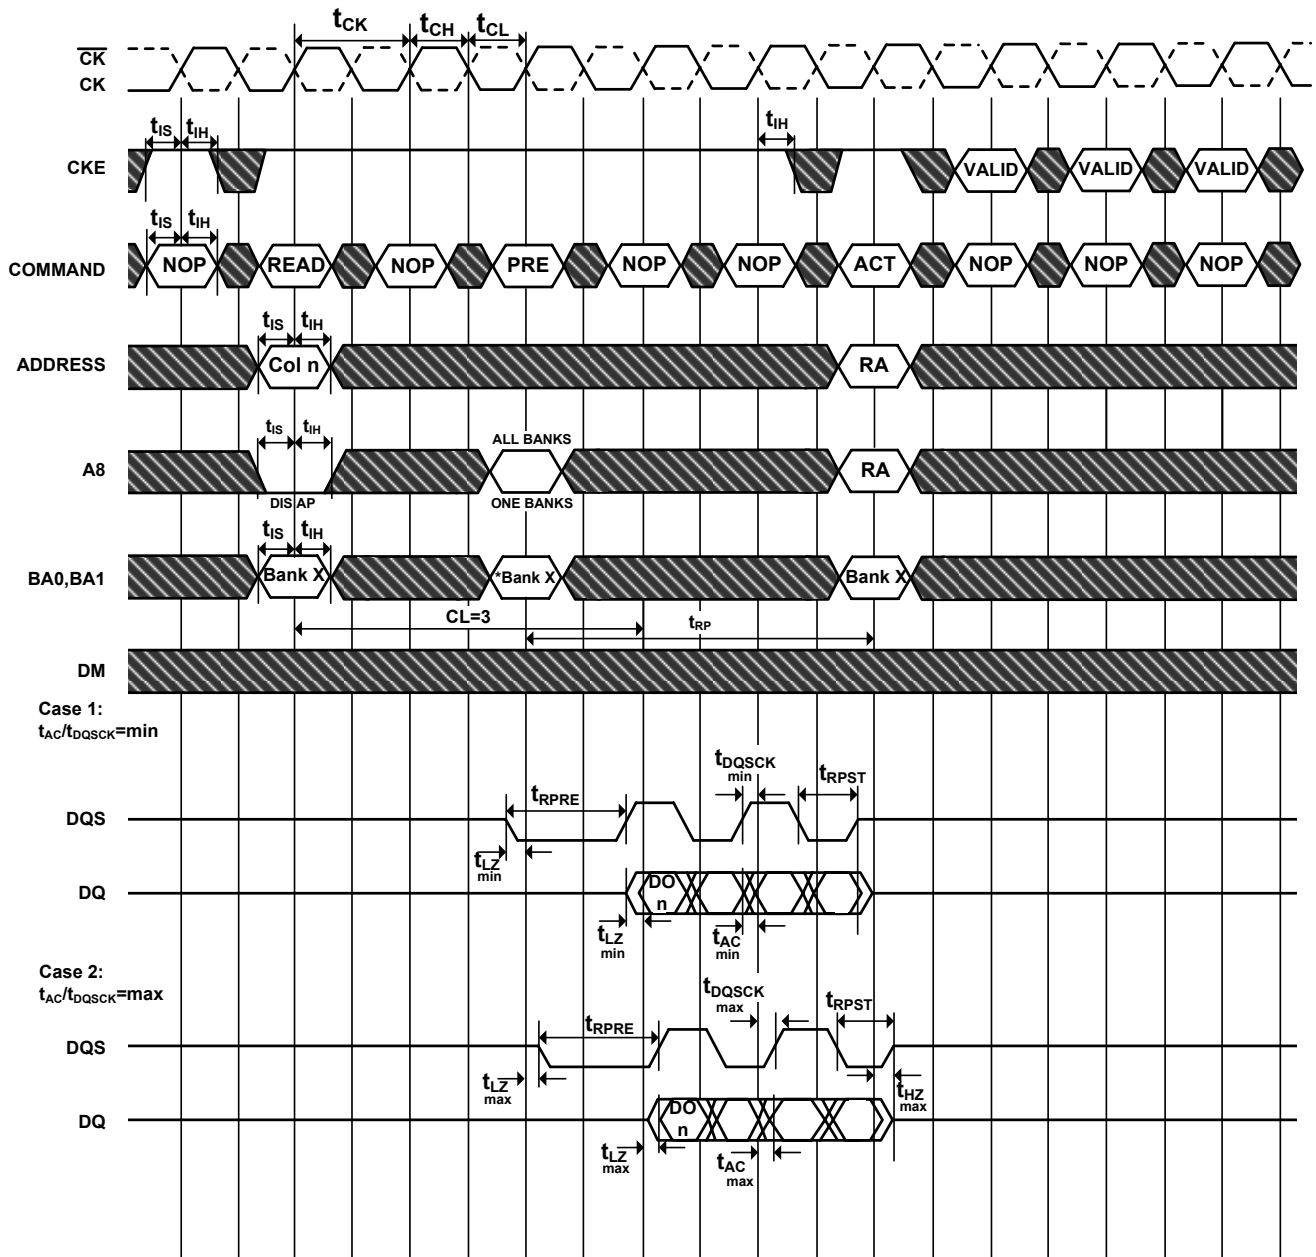 tCK tCH tCL
CK
CK
tIS tIH tIH
CKE VALID VALID VALID
tIS tIH
COMMAND NOP READ NOP PRE NOP NOP ACT NOP NOP NOP
tIS tIH
ADDRESS Col n RA
tIS tIH ALL BANKS
A8 RA
DIS AP ONE BANKS
tIS tIH
BA0,BA1 Bank X *Bank X Bank X
CL=3 tRP
DM
Case 1:
tAC/tDQSCK=min
tDQSCK
min
tRPST
tRPRE
DQS
tLZ
min
DQ DO
n
tLZ
min
tAC
min
Case 2:
tAC/tDQSCK=max
tDQSCK
max
tRPST
tRPRE
DQS
tLZ
max
tHZ
max
DQ DO
n
tLZ
max
tAC
max